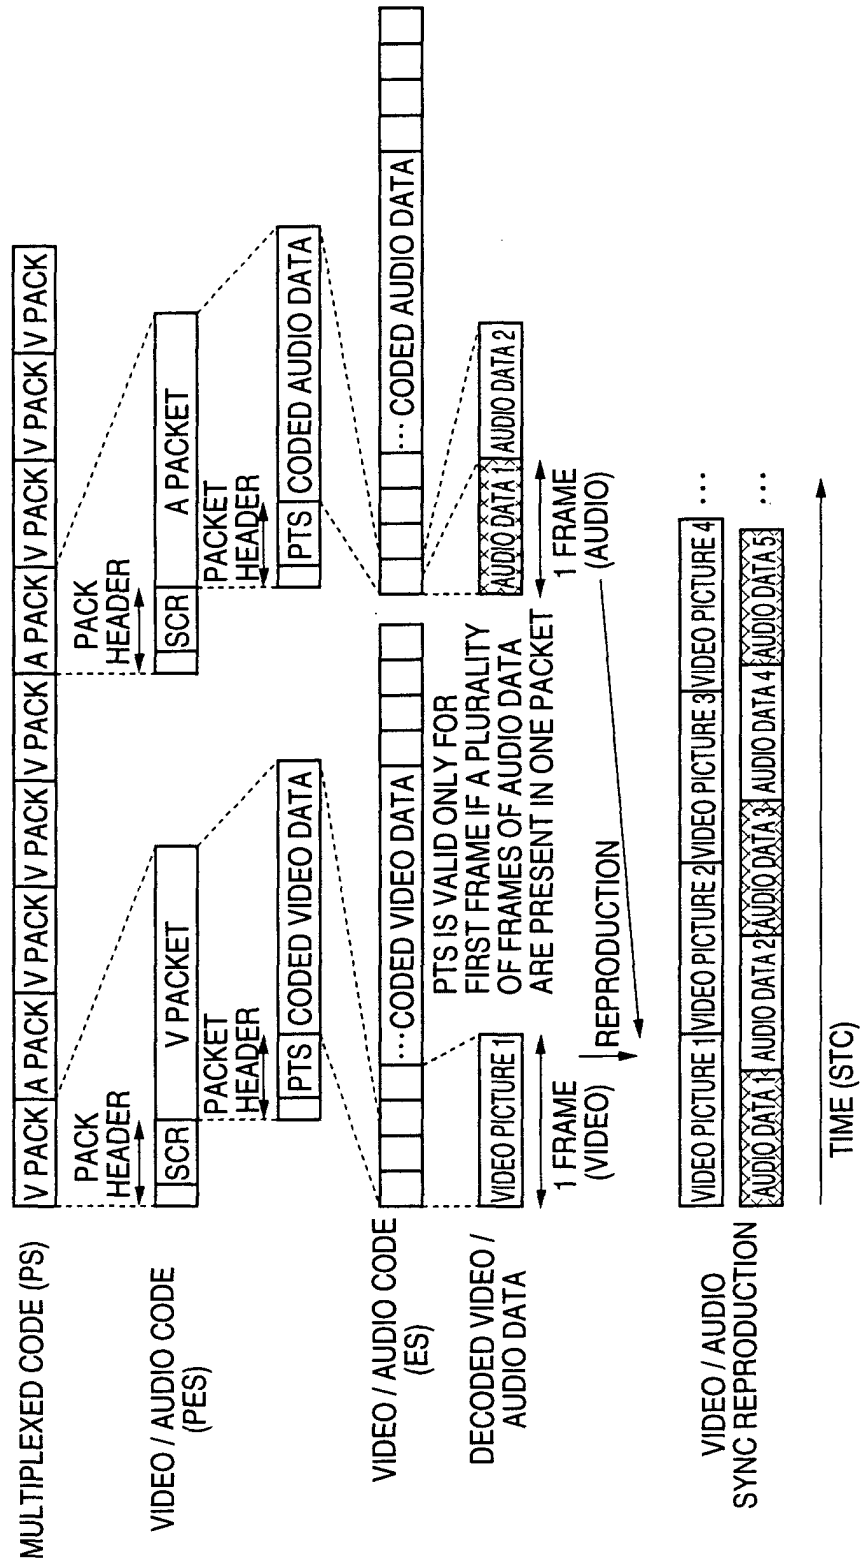 MULTIPLEXED CODE (PS)
V PACK A PACK V PACK V PACK V PACK A PACK V PACK V PACK V PACK
PACK
HEADER
PACK
HEADER
VIDEO / AUDIO CODE
(PES)
SCR V PACKET
SCR A PACKET
PACKET
HEADER
PACKET
HEADER
PTS CODED VIDEO DATA
PTS CODED AUDIO DATA
VIDEO / AUDIO CODE
(ES)
...CODED VIDEO DATA
...CODED AUDIO DATA
DECODED VIDEO /
AUDIO DATA
VIDEO PICTURE 1
PTS IS VALID ONLY FOR
FIRST FRAME IF A PLURALITY
OF FRAMES OF AUDIO DATA
ARE PRESENT IN ONE PACKET
AUDIO DATA 1 AUDIO DATA 2
1 FRAME
(VIDEO)
1 FRAME
(AUDIO)
REPRODUCTION
VIDEO / AUDIO
SYNC REPRODUCTION
VIDEO PICTURE 1 VIDEO PICTURE 2 VIDEO PICTURE 3 VIDEO PICTURE 4 ...
AUDIO DATA 1 AUDIO DATA 2 AUDIO DATA 3 AUDIO DATA 4 AUDIO DATA 5 ...
TIME (STC)